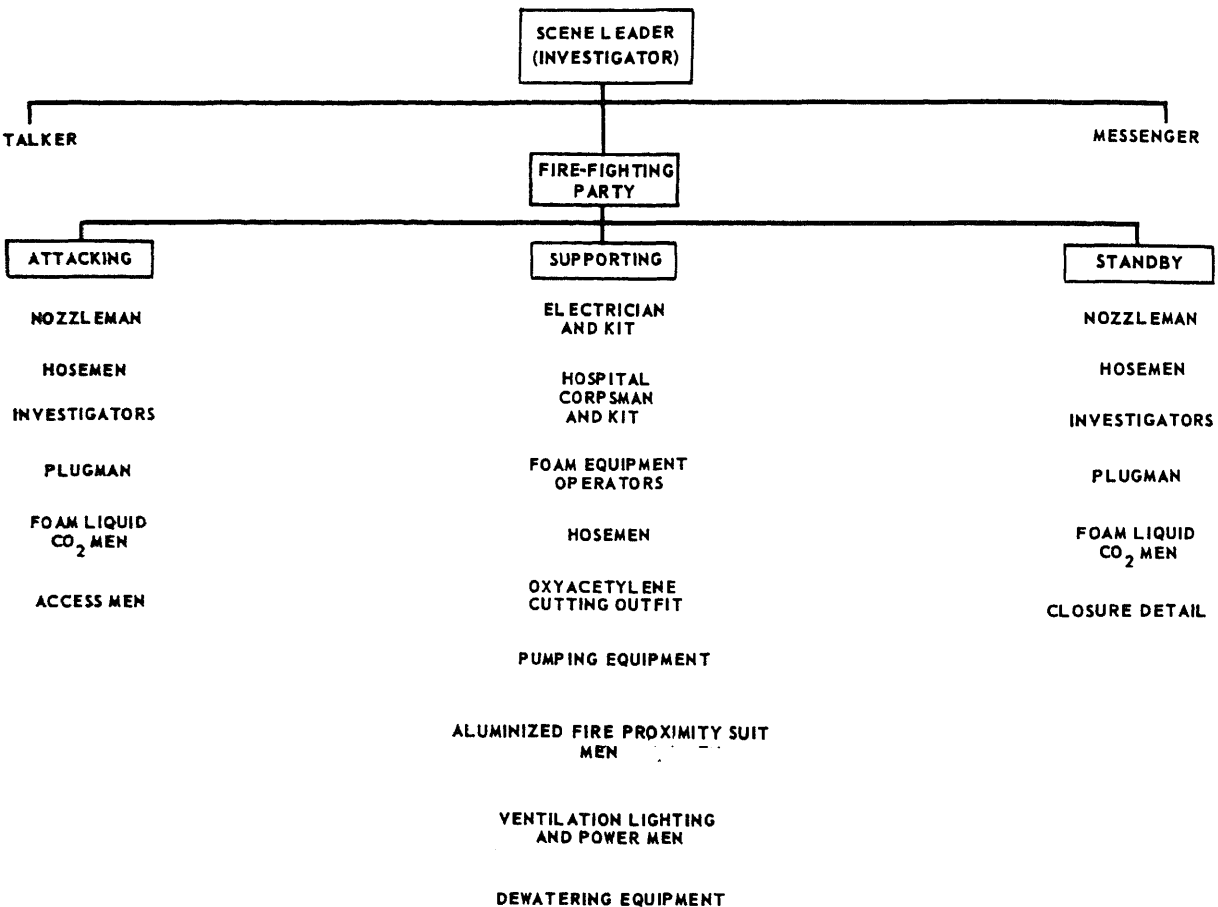 SCENE LEADER
(INVESTIGATOR)
TALKER
MESSENGER
FIRE-FIGHTING
PARTY
ATTACKING
NOZZLEMAN
HOSEMEN
INVESTIGATORS
PLUGMAN
FOAM LIQUID
CO2 MEN
ACCESS MEN
SUPPORTING
ELECTRICIAN
AND KIT
HOSPITAL
CORPSMAN
AND KIT
FOAM EQUIPMENT
OPERATORS
HOSEMEN
OXYACETYLENE
CUTTING OUTFIT
PUMPING EQUIPMENT
ALUMINIZED FIRE PROXIMITY SUIT
MEN
VENTILATION LIGHTING
AND POWER MEN
DEWATERING EQUIPMENT
STANDBY
NOZZLEMAN
HOSEMEN
INVESTIGATORS
PLUGMAN
FOAM LIQUID
CO2 MEN
CLOSURE DETAIL